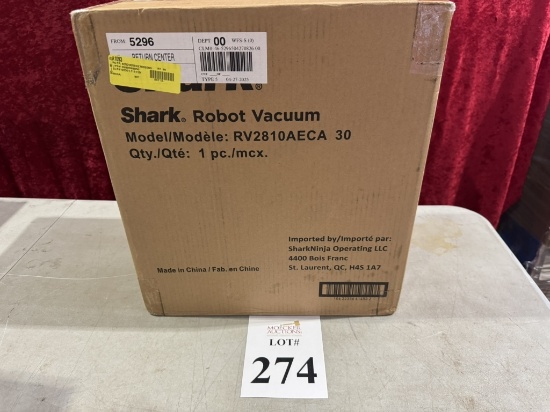 FROM 5296
DEPT 00
RETURN CENTER
Shark. Robot Vacuum
Model/Modèle: RV2810AECA 30
Qty./Qté: 1 pc./mcx.
Imported by/Importé par:
SharkNinja Operating LLC
4400 Bois Franc
St. Laurent, QC, H4S 1A7
Made in China / Fab. en Chine
MOECKER
AUCTIONS
LOT#
274